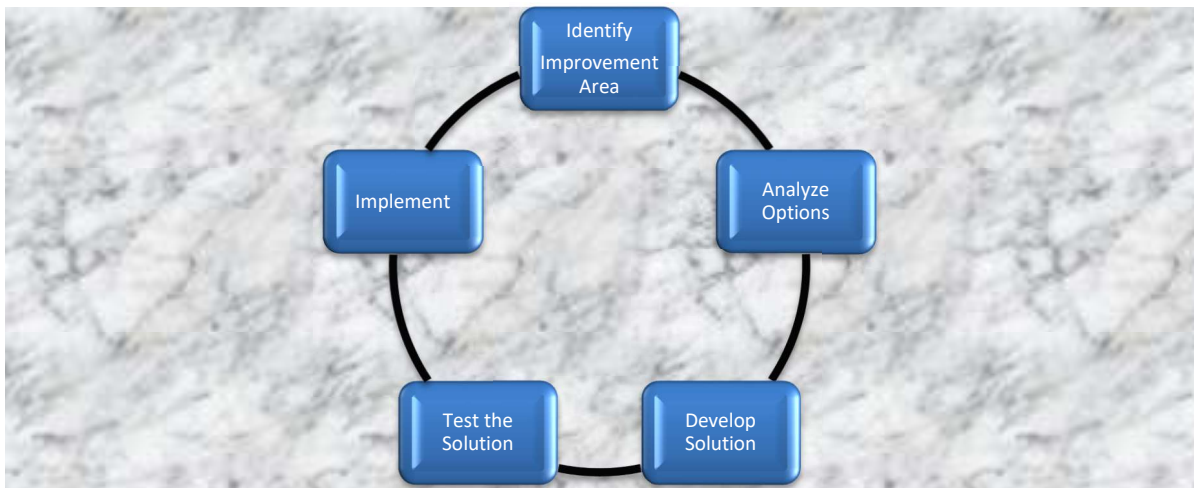 Identify
Improvement
Area
Analyze
Options
Develop
Solution
Test the
Solution
Implement